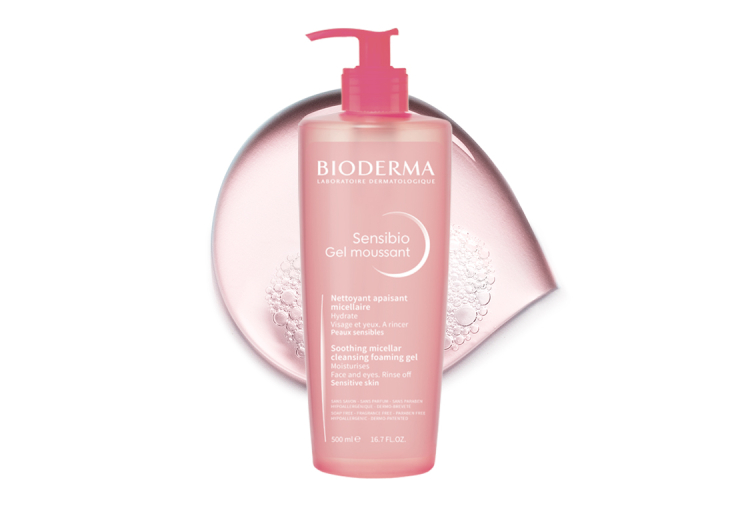 BIODERMA
LABORATOIRE DERMATOLOGIQUE
Sensibio
Gel moussant
Nettoyant apaisant
micellaire
Hydrate
Visage et yeux. A rincer
Peaux sensibles
Soothing micellar
cleansing foaming gel
Moisturises
Face and eyes. Rinse off
Sensitive skin
500 ml e 16.7 FL.OZ.